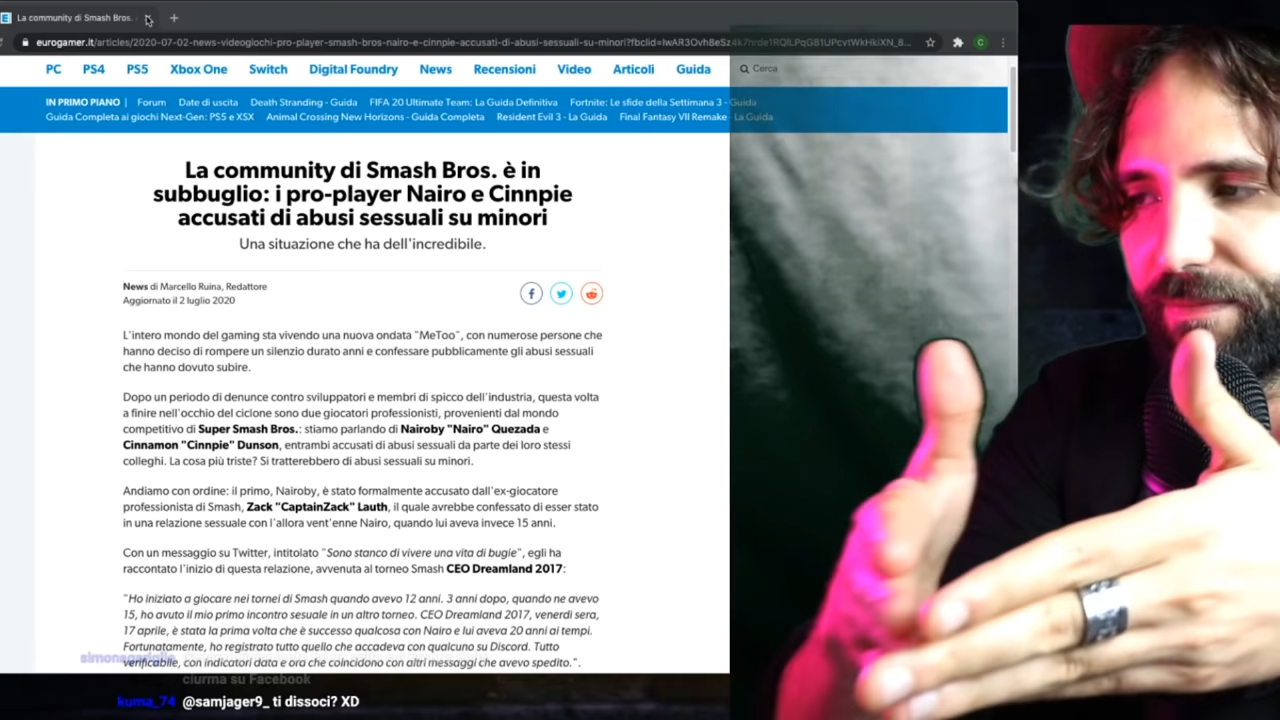 La community di Smash Bros.
eurogamer.it/articles/2020-07-02-news-videogiochi-pro-player-smash-bros-nairo-e-cinnpie-accusati-di-abusi-sessuali-su-minori?fbclid=
PC PS4 PS5 Xbox One Switch Digital Foundry News Recensioni Video Articoli Guida Cerca
IN PRIMO PIANO | Forum Date di uscita Death Stranding - Guida FIFA 20 Ultimate Team: La Guida Definitiva Fortnite: Le sfide della Settimana 3 - Guida
Guida Completa ai giochi Next-Gen: PS5 e XSX Animal Crossing New Horizons - Guida Completa Resident Evil 3 - La Guida Final Fantasy VII Remake - La Guida
La community di Smash Bros. è in
subbuglio: i pro-player Nairo e Cinnpie
accusati di abusi sessuali su minori
Una situazione che ha dell'incredibile.
News di Marcello Ruina, Redattore
Aggiornato il 2 luglio 2020
L'intero mondo del gaming sta vivendo una nuova ondata "MeToo", con numerose persone che
hanno deciso di rompere un silenzio durato anni e confessare pubblicamente gli abusi sessuali
che hanno dovuto subire.
Dopo un periodo di denunce contro sviluppatori e membri di spicco dell'industria, questa volta
a finire nell'occhio del ciclone sono due giocatori professionisti, provenienti dal mondo
competitivo di Super Smash Bros.: stiamo parlando di Nairoby "Nairo" Quezada e
Cinnamon "Cinnpie" Dunson, entrambi accusati di abusi sessuali da parte dei loro stessi
colleghi. La cosa più triste? Si tratterebbero di abusi sessuali su minori.
Andiamo con ordine: il primo, Nairoby, è stato formalmente accusato dall'ex-giocatore
professionista di Smash, Zack "CaptainZack" Lauth, il quale avrebbe confessato di esser stato
in una relazione sessuale con l'allora vent'enne Nairo, quando lui aveva invece 15 anni.
Con un messaggio su Twitter, intitolato "Sono stanco di vivere una vita di bugie", egli ha
raccontato l'inizio di questa relazione, avvenuta al torneo Smash CEO Dreamland 2017:
"Ho iniziato a giocare nei tornei di Smash quando avevo 12 anni. 3 anni dopo, quando ne avevo
15, ho avuto il mio primo incontro sesuale in un altro torneo. CEO Dreamland 2017, venerdì sera,
17 aprile, è stata la prima volta che è successo qualcosa con Nairo e lui aveva 20 anni ai tempi.
Fortunatamente, ho registrato tutto quello che accadeva con qualcuno su Discord. Tutto
verificabile, con indicatori data e ora che coincidono con altri messaggi che avevo spedito.".
ciurma su Facebook
kuma_74 @samjager9_ ti dissoci? XD